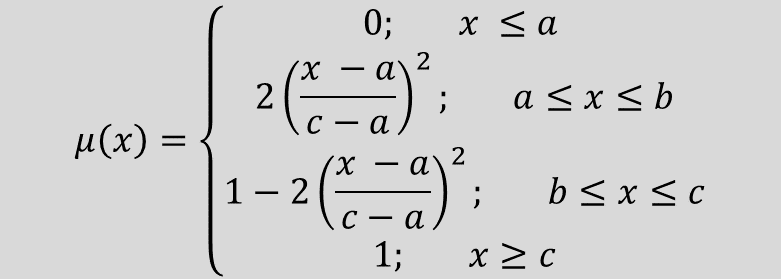 μ(x) = { 0; x ≤ a
2 ((x − a)/(c − a))² ; a ≤ x ≤ b
1 − 2 ((x − a)/(c − a))² ; b ≤ x ≤ c
1; x ≥ c